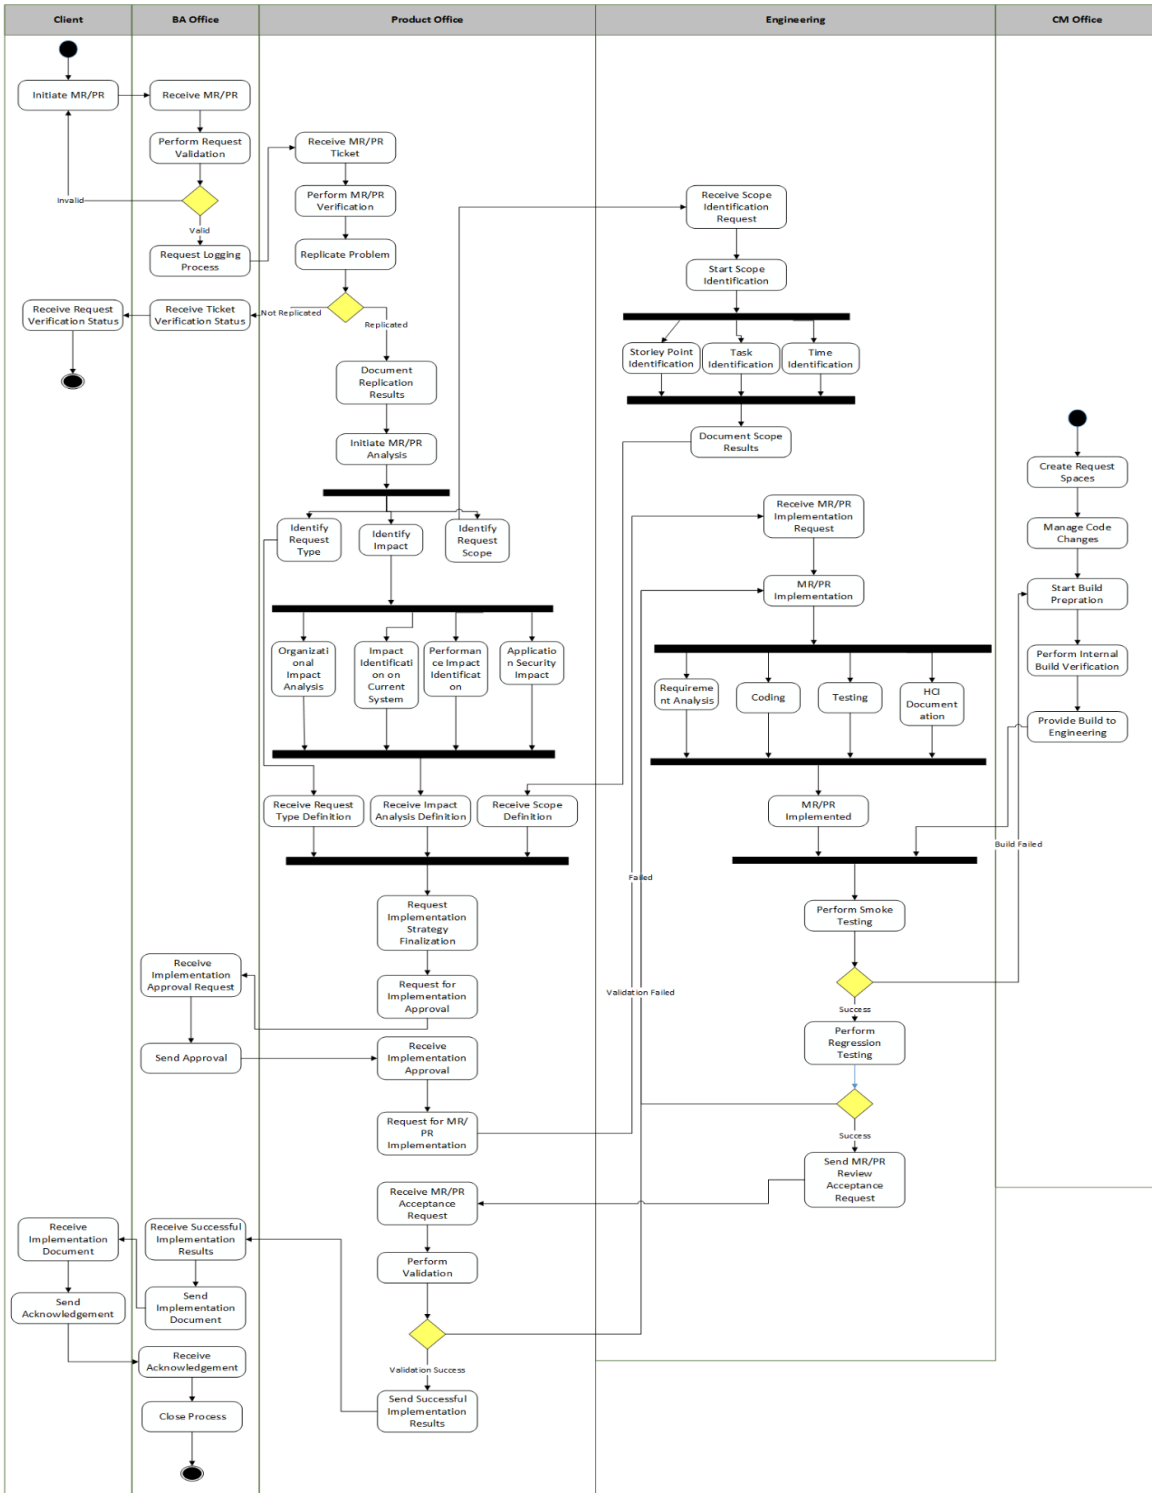 Client
BA Office
Product Office
Engineering
CM Office
Initiate MR/PR
Receive MR/PR
Perform Request
Validation
Invalid
Valid
Request Logging
Process
Receive MR/PR
Ticket
Perform MR/PR
Verification
Replicate Problem
Not Replicated
Replicated
Receive Request
Verification Status
Receive Ticket
Verification Status
Document
Replication
Results
Initiate MR/PR
Analysis
Identify
Request
Type
Identify
Impact
Identify
Request
Scope
Receive Scope
Identification
Request
Start Scope
Identification
Storley Point
Identification
Task
Identification
Time
Identification
Document Scope
Results
Organizati
onal
Impact
Analysis
Impact
Identificati
on on
Current
System
Performan
ce Impact
Identificat
ion
Applicatio
n Security
Impact
Receive Request
Type Definition
Receive Impact
Analysis Definition
Receive Scope
Definition
Request
Implementation
Strategy
Finalization
Request for
Implementation
Approval
Receive
Implementation
Approval Request
Send Approval
Receive
Implementation
Approval
Request for MR/
PR
Implementation
Receive MR/PR
Implementation
Request
MR/PR
Implementation
Requireme
nt Analysis
Coding
Testing
HCI
Document
ation
MR/PR
Implemented
Create Request
Spaces
Manage Code
Changes
Start Build
Prepration
Perform Internal
Build Verification
Provide Build to
Engineering
Build Failed
Failed
Perform Smoke
Testing
Validation Failed
Success
Perform
Regression
Testing
Success
Send MR/PR
Review
Acceptance
Request
Receive MR/PR
Acceptance
Request
Perform
Validation
Validation Success
Send Successful
Implementation
Results
Receive Successful
Implementation
Results
Send
Implementation
Document
Receive
Implementation
Document
Send
Acknowledgement
Receive
Acknowledgement
Close Process